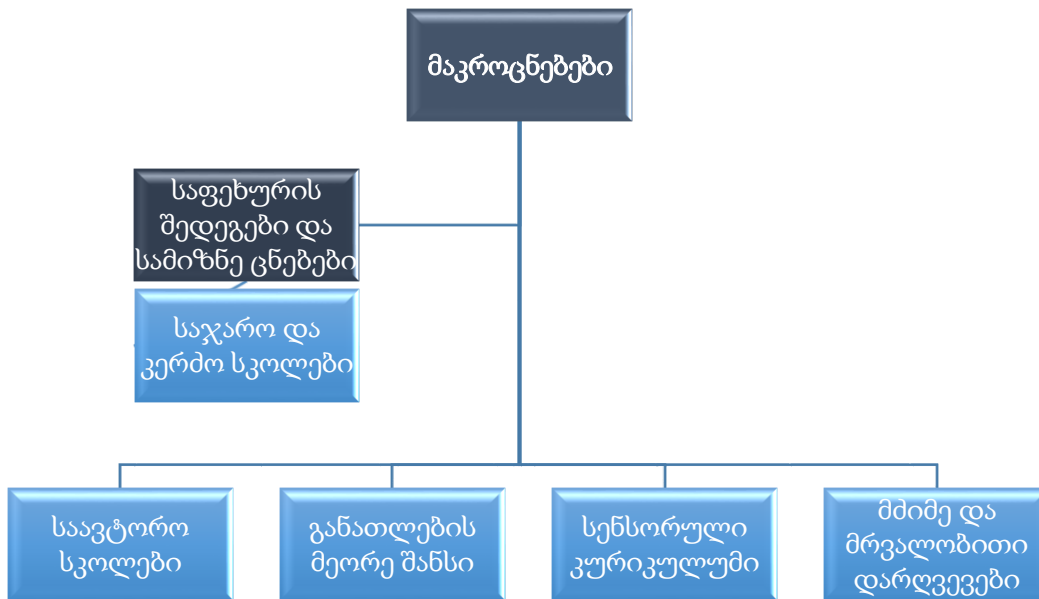 მაკროცნებები
საფეხურის
შედეგები და
სამიზნე ცნებები
საჯარო და
კერძო სკოლები
საავტორო
სკოლები
განათლების
მეორე შანსი
სენსორული
კურიკულუმი
მძიმე და
მრვალობითი
დარღვევები